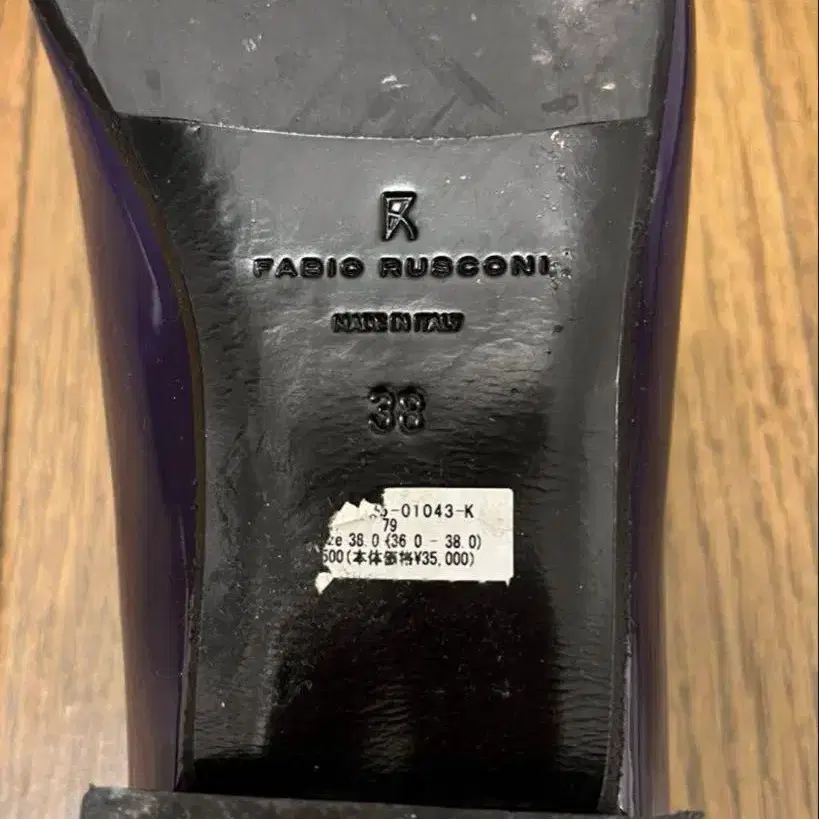 FABIO RUSCONI
MADE IN ITALY
38
5-01043-K
79
ze 38.0 (36.0 - 38.0)
500(本体価格¥35,000)